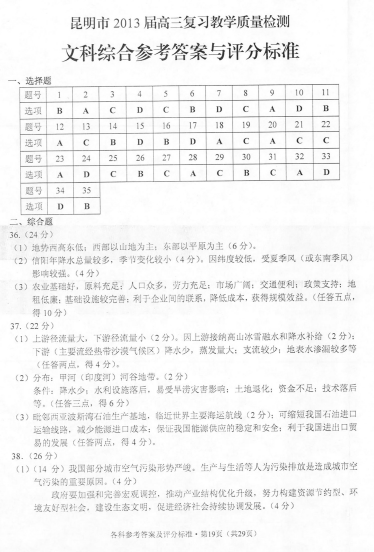 昆明市 2013 届高三复习教学质量检测
文科综合参考答案与评分标准
一、选择题
题号 1 2 3 4 5 6 7 8 9 10 11
选项 B A C D C B D C A D B
题号 12 13 14 15 16 17 18 19 20 21 22
选项 A C B D B D A C A C C
题号 23 24 25 26 27 28 29 30 31 32 33
选项 A D C B C A C B C A D
题号 34 35
选项 D B
二、综合题
36.(24 分)
（1）地势西高东低；西部以山地为主；东部以平原为主（6 分）。
（2）信阳年降水总量较多，季节变化较小（4 分）。因纬度较低，受夏季风（或东南季风）
影响较强。（4 分）
（3）农业基础好，原料充足；人口众多，劳力充足；市场广阔；交通便利；政策支持；地
租低廉；基础设施较完善；利于企业间的联系，降低成本，获得规模效益。（任答五点，
得 10 分）
37.(22 分)
（1）上游径流量大，下游径流量小（2 分）。因上游接纳高山冰雪融水和降水补给（2 分）；
下游（主要流经热带沙漠气候区）降水少，蒸发量大；支流较少；地表水渗漏较多等
（任答两点，得 4 分）。
（2）分布：甲河（印度河）河谷地带。（2 分）
条件：降水少；水利设施落后，易受旱涝灾害影响；土地退化；资金不足；技术落后
等。（任答三点，得 6 分）
（3）毗邻西亚波斯湾石油生产基地，临近世界主要海运航线（2 分）；可缩短我国石油进口
运输线路，减少能源进口成本；保证我国能源供应的稳定和安全；利于我国进出口贸
易的发展（任答两点，得 4 分）。
38.(26 分)
（1）(14 分) 我国部分城市空气污染形势严峻，生产与生活等人为污染排放是造成城市空
气污染的重要原因。（4 分）
政府要加强和完善宏观调控，推动产业结构优化升级，努力构建资源节约型、环
境友好型社会，建设生态文明，促进经济社会持续协调发展。（4 分）
各科参考答案及评分标准・第19页（共29页）